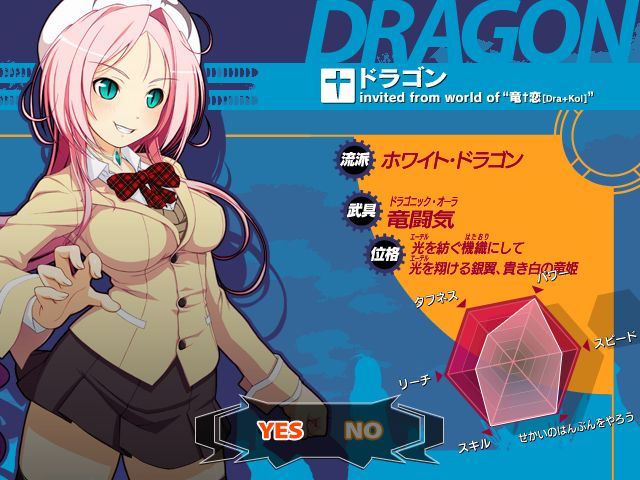 DRAGON
ドラゴン
invited from world of “竜†恋[Dra+Koi]”
流派 ホワイト・ドラゴン
ドラゴニック・オーラ
武具 竜闘気
エーテル はたおり
位格 光を紡ぐ機織にして
エーテル
光を翔ける銀翼、貴き白の竜姫
パワー
タフネス
スピード
リーチ
せかいのはんぶんをやろう
スキル
YES NO